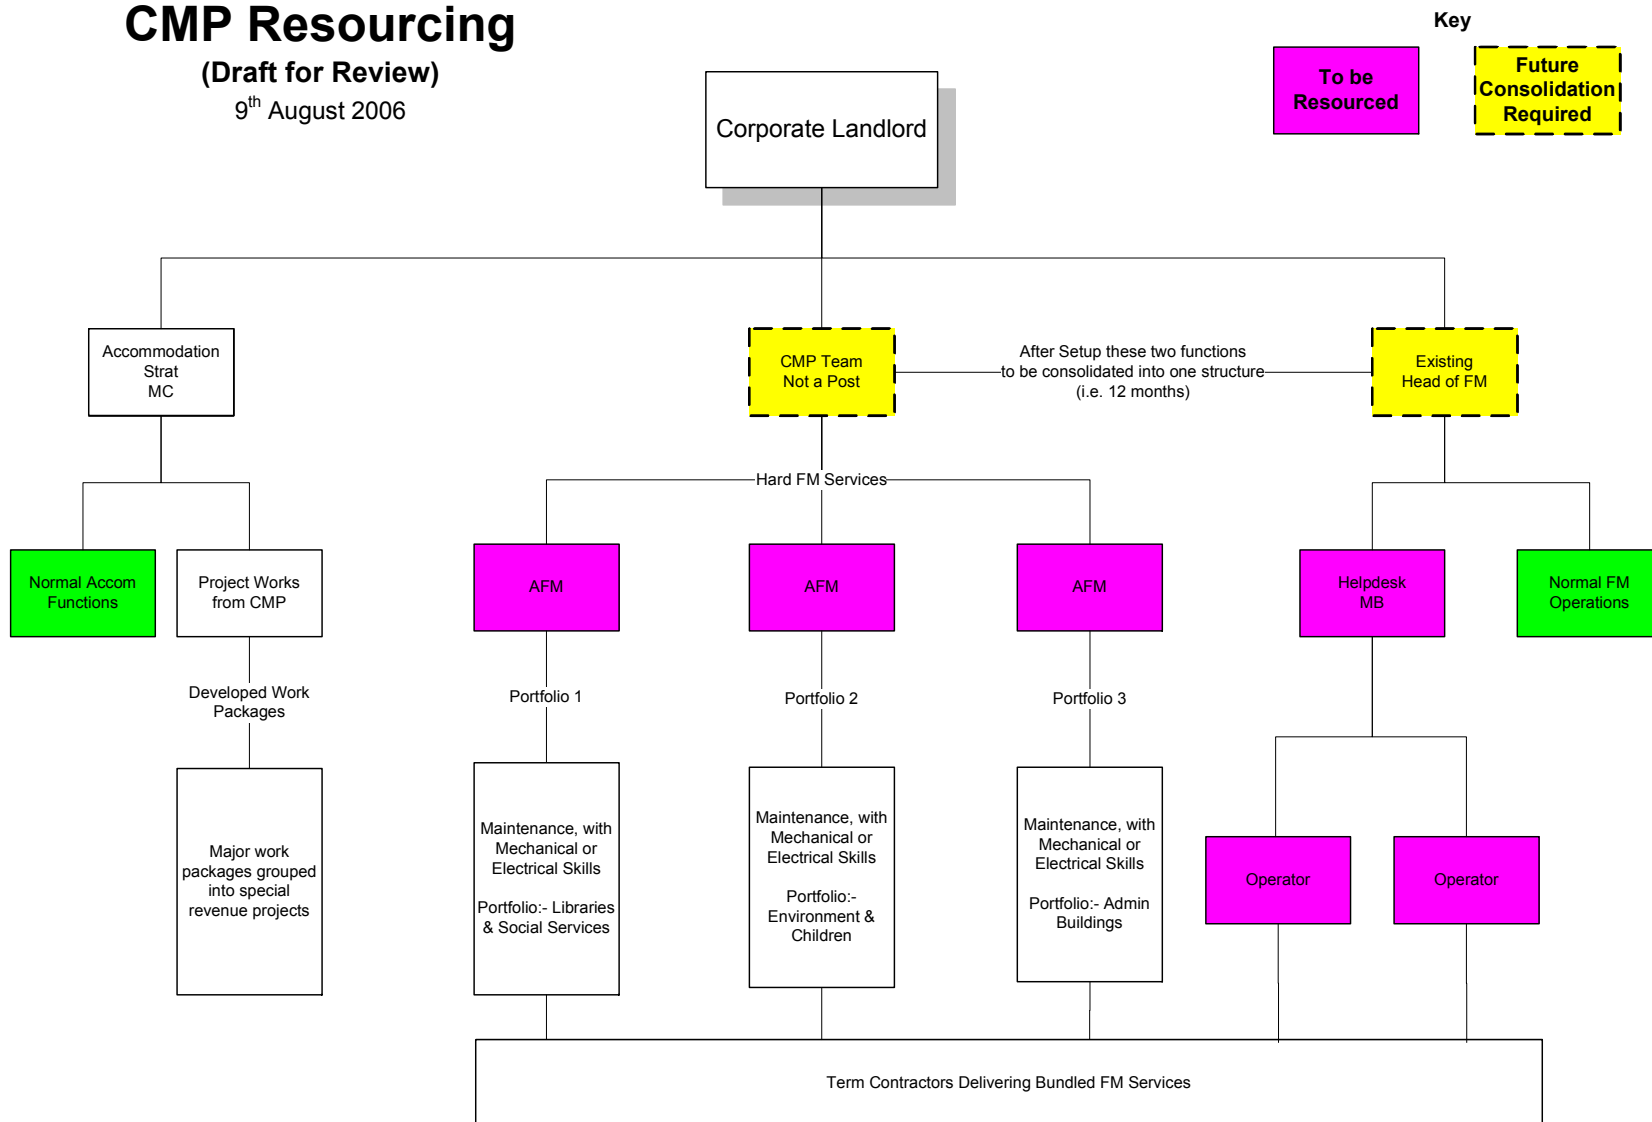 CMP Resourcing
(Draft for Review)
9th August 2006
Key
To be
Resourced
Future
Consolidation
Required
Corporate Landlord
Accommodation
Strat
MC
CMP Team
Not a Post
After Setup these two functions
to be consolidated into one structure
(i.e. 12 months)
Existing
Head of FM
Hard FM Services
Normal Accom
Functions
Project Works
from CMP
AFM
AFM
AFM
Helpdesk
MB
Normal FM
Operations
Developed Work
Packages
Portfolio 1
Portfolio 2
Portfolio 3
Major work
packages grouped
into special
revenue projects
Maintenance, with
Mechanical or
Electrical Skills
Portfolio:- Libraries
& Social Services
Maintenance, with
Mechanical or
Electrical Skills
Portfolio:-
Environment &
Children
Maintenance, with
Mechanical or
Electrical Skills
Portfolio:- Admin
Buildings
Operator
Operator
Term Contractors Delivering Bundled FM Services